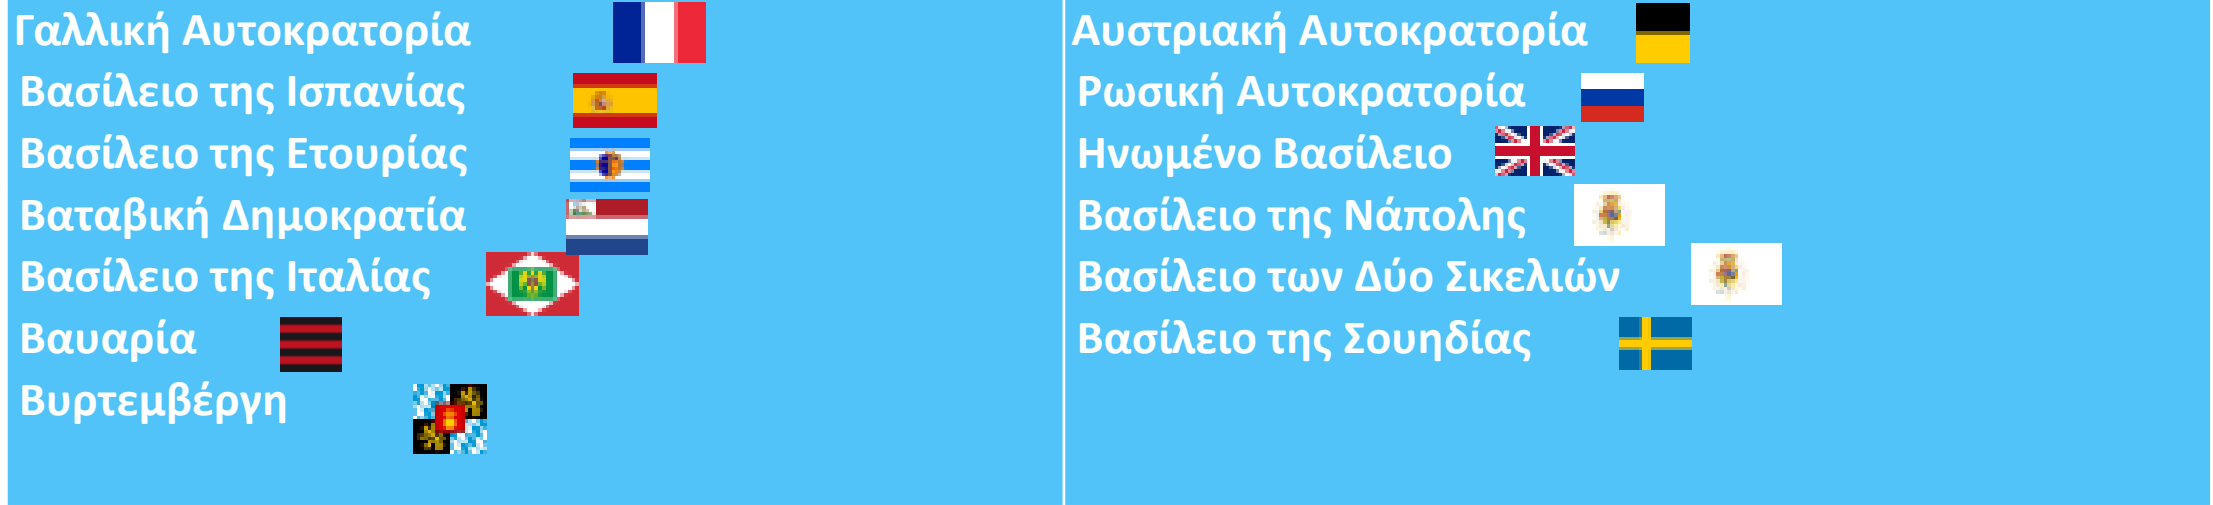 Γαλλική Αυτοκρατορία
Βασίλειο της Ισπανίας
Βασίλειο της Ετουρίας
Βαταβική Δημοκρατία
Βασίλειο της Ιταλίας
Βαυαρία
Βυρτεμβέργη
Αυστριακή Αυτοκρατορία
Ρωσική Αυτοκρατορία
Ηνωμένο Βασίλειο
Βασίλειο της Νάπολης
Βασίλειο των Δύο Σικελιών
Βασίλειο της Σουηδίας